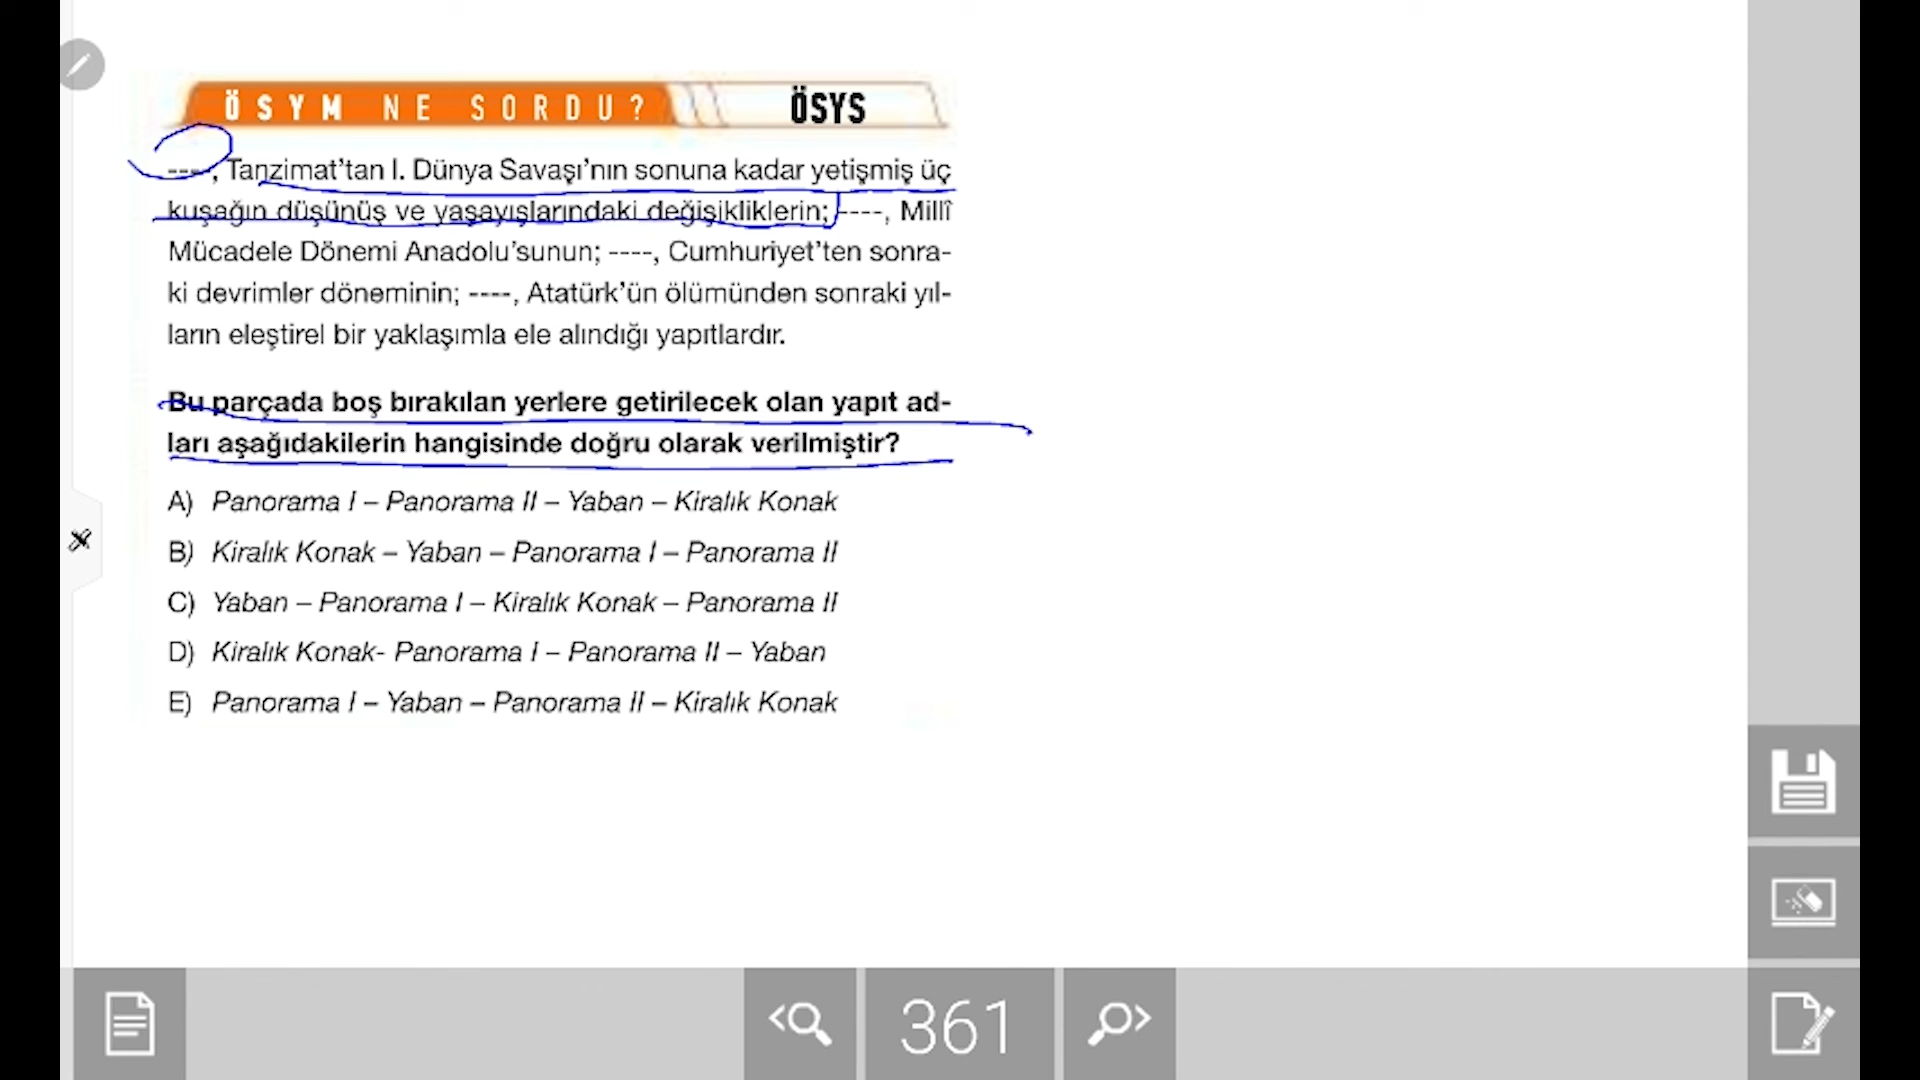 ÖSYM NE SORDU? ÖSYS
----, Tanzimat'tan I. Dünya Savaşı'nın sonuna kadar yetişmiş üç
kuşağın düşünüş ve yaşayışlarındaki değişikliklerin; ----, Millî
Mücadele Dönemi Anadolu'sunun; ----, Cumhuriyet'ten sonra-
ki devrimler döneminin; ----, Atatürk'ün ölümünden sonraki yıl-
ların eleştirel bir yaklaşımla ele alındığı yapıtlardır.
Bu parçada boş bırakılan yerlere getirilecek olan yapıt ad-
ları aşağıdakilerin hangisinde doğru olarak verilmiştir?
A) Panorama I – Panorama II – Yaban – Kiralık Konak
B) Kiralık Konak – Yaban – Panorama I – Panorama II
C) Yaban – Panorama I – Kiralık Konak – Panorama II
D) Kiralık Konak- Panorama I – Panorama II – Yaban
E) Panorama I – Yaban – Panorama II – Kiralık Konak
361